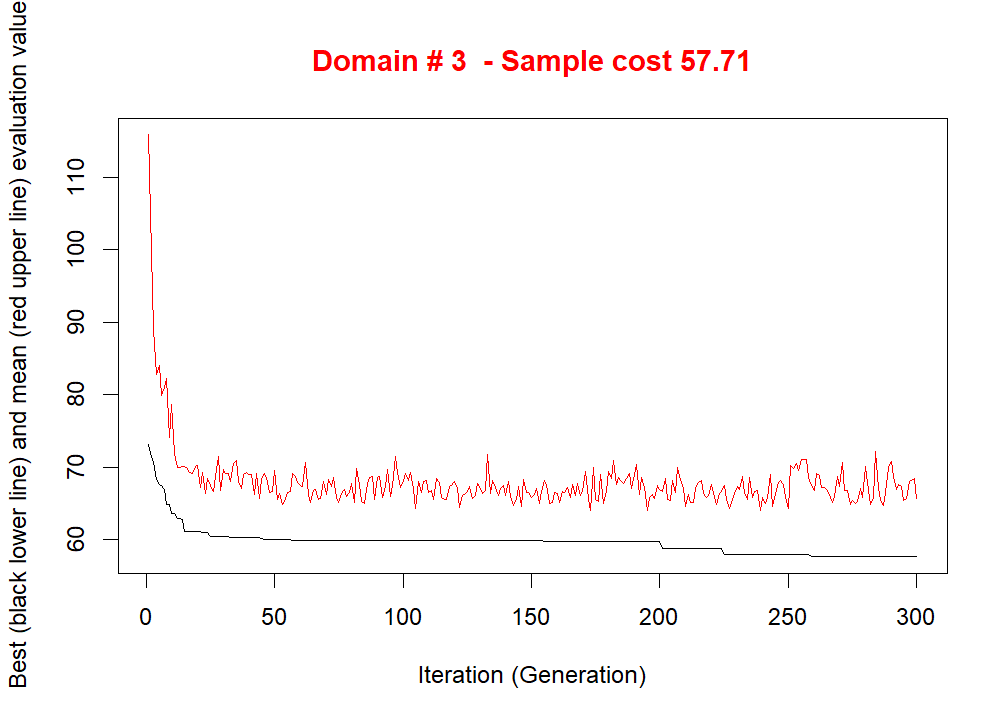 Domain # 3  - Sample cost 57.71
Best (black lower line) and mean (red upper line) evaluation value
110
100
90
80
70
60
0 50 100 150 200 250 300
Iteration (Generation)